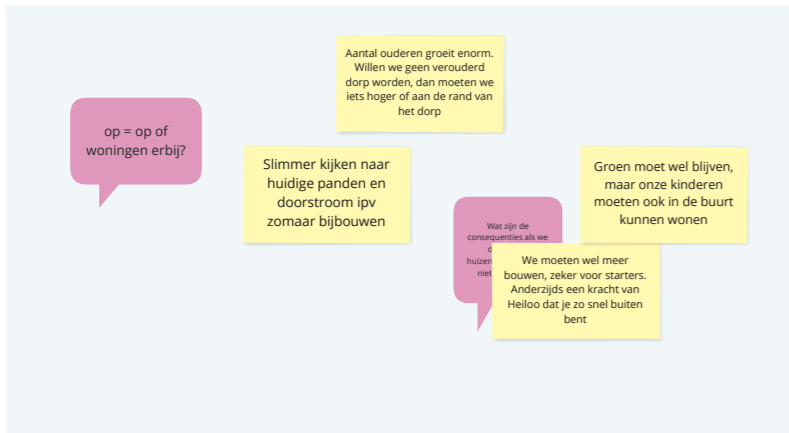 Aantal ouderen groeit enorm.
Willen we geen verouderd
dorp worden, dan moeten we
iets hoger of aan de rand van
het dorp
op = op of
woningen erbij?
Slimmer kijken naar
huidige panden en
doorstroom ipv
zomaar bijbouwen
Groen moet wel blijven,
maar onze kinderen
moeten ook in de buurt
kunnen wonen
Wat zijn de
consequenties als we
We moeten wel meer
bouwen, zeker voor starters.
Anderzijds een kracht van
Heiloo dat je zo snel buiten
bent